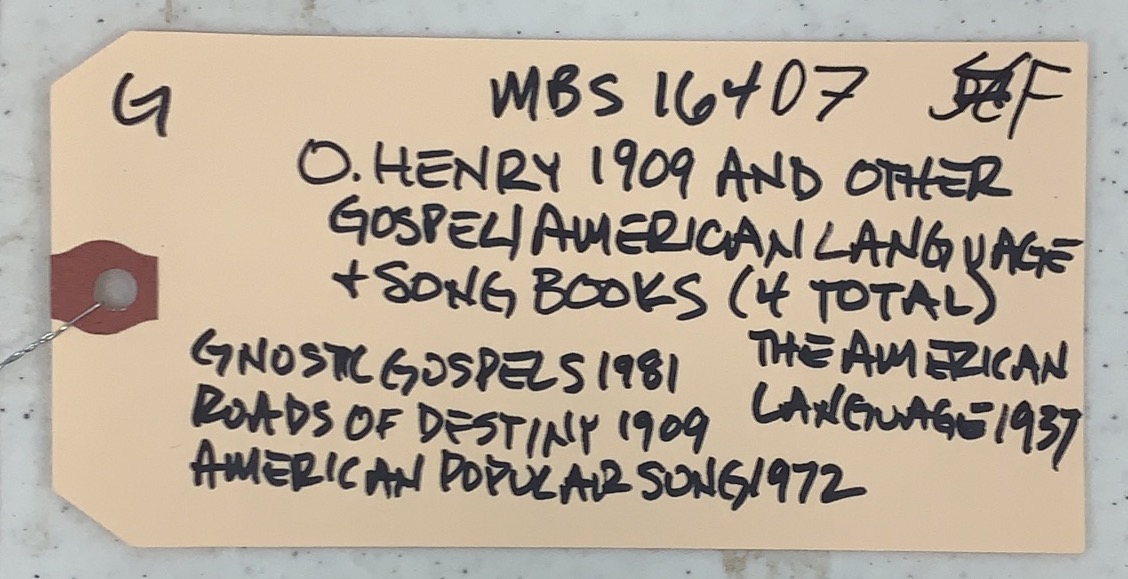 G MBS 16407 F
O. HENRY 1909 AND OTHER
GOSPEL/AMERICAN LANGUAGE
+ SONG BOOKS (4 TOTAL)
GNOSTIC GOSPELS 1981
ROADS OF DESTINY 1909
AMERICAN POPULAR SONG 1972
THE AMERICAN
LANGUAGE 1937